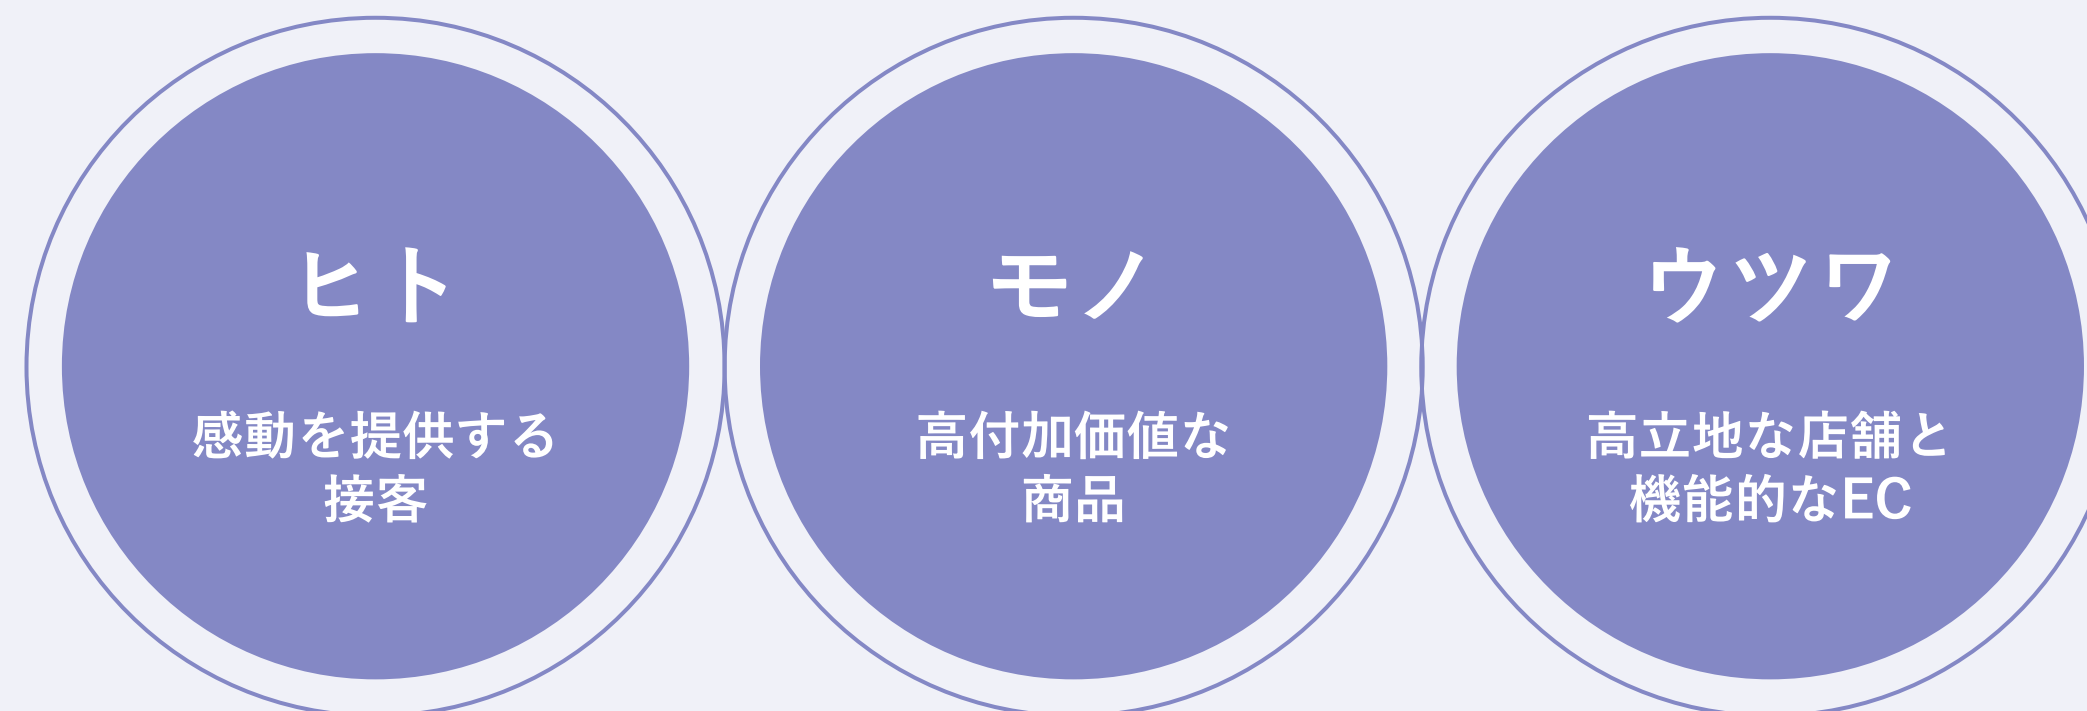 ヒト
感動を提供する
接客
モノ
高付加価値な
商品
ウツワ
高立地な店舗と
機能的なEC